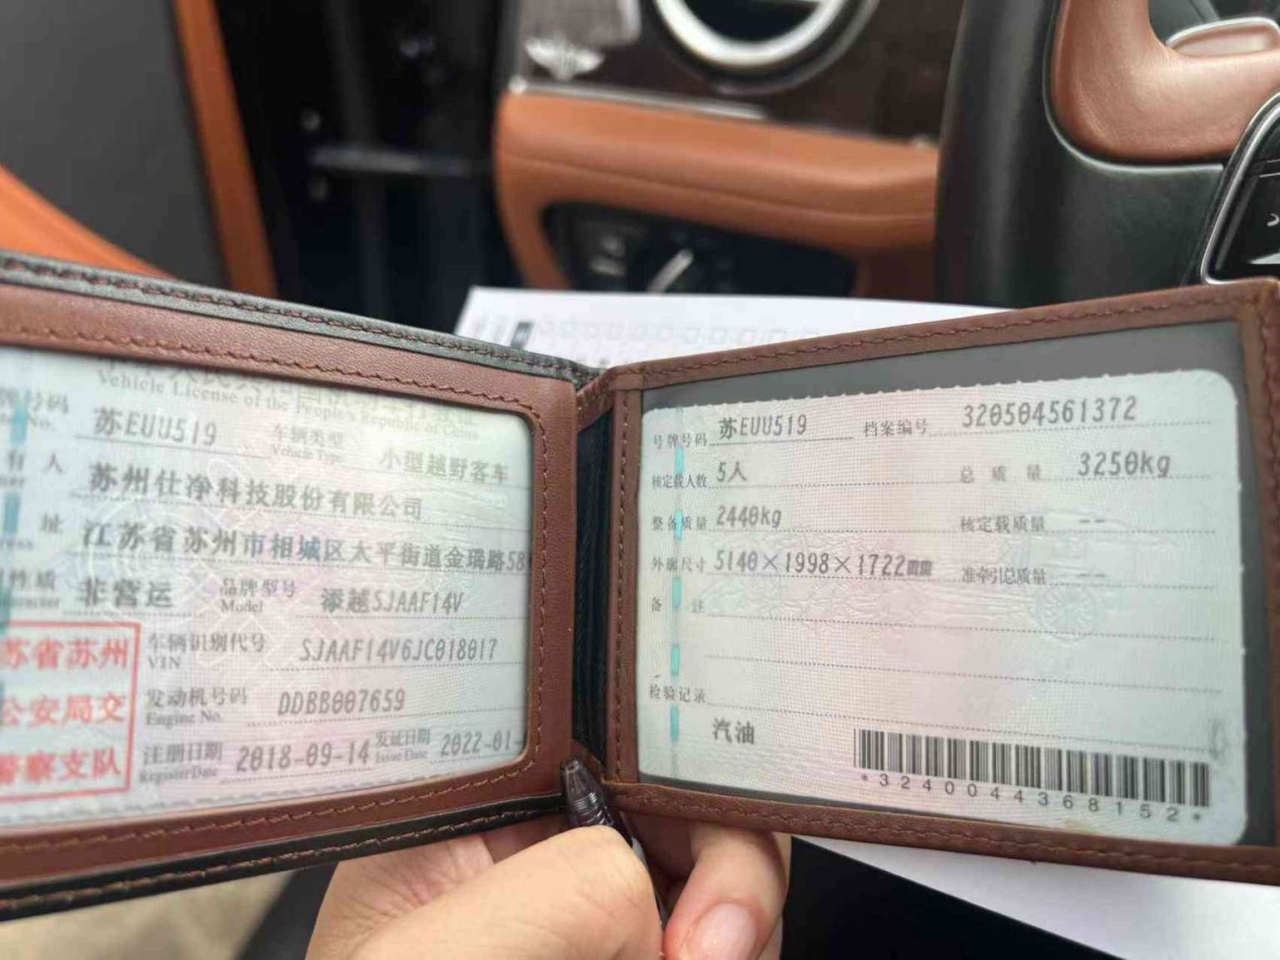 Vehicle License of the People's Republic of China
牌号码
苏EUU519
车辆类型
Vehicle Type
小型越野客车
有 人
苏州仕净科技股份有限公司
址
江苏省苏州市相城区太平街道金瑞路58
性质
非营运
品牌型号
Model
添越SJAAF14V
苏省苏州
公安局交
警察支队
车辆识别代号
VIN
SJAAF14V6JC018017
发动机号码
Engine No.
DDBB007659
注册日期
Register Date
2018-09-14
发证日期
Issue Date
2022-01-
号牌号码
苏EUU519
档案编号
320504561372
核定载人数
5人
总 质 量
3250kg
整备质量
2440kg
核定载质量
--
外廓尺寸
5140×1998×1722mm
准牵引总质量
--
备 注
检验记录
汽油
*3240044368152*